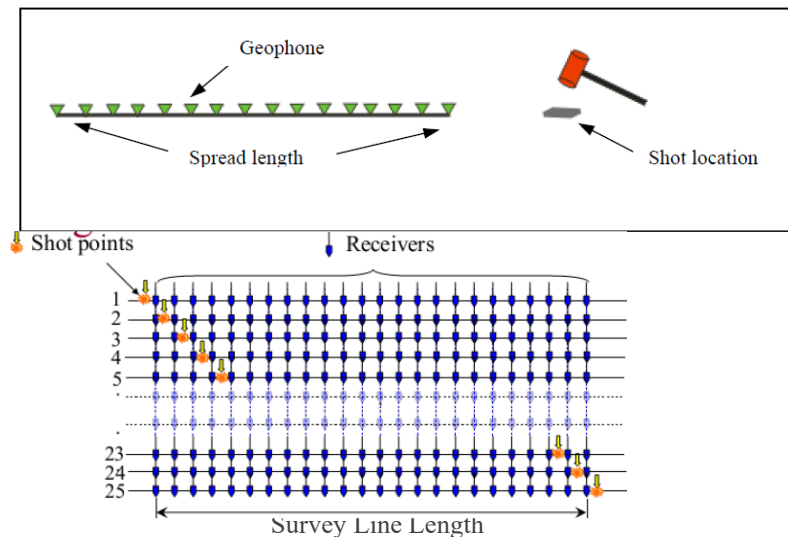 Geophone
Spread length
Shot location
Shot points
Receivers
1
2
3
4
5
.
.
23
24
25
Survey Line Length